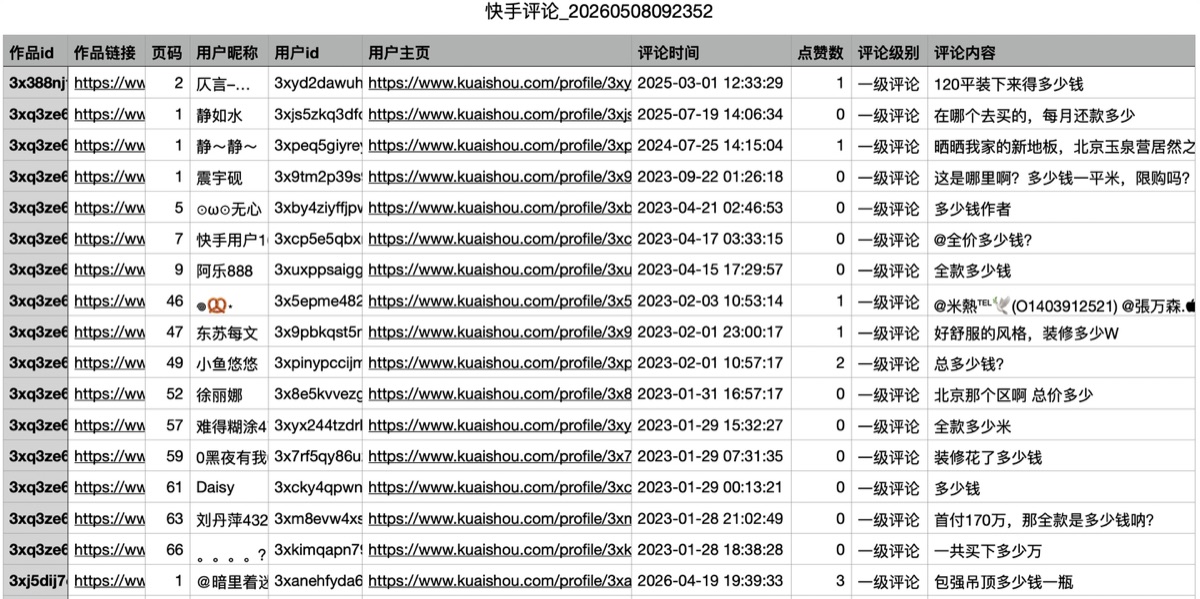 快手评论_20260508092352
作品id 作品链接 页码 用户昵称 用户id 用户主页 评论时间 点赞数 评论级别 评论内容
3x388nj https://ww 2 仄言–... 3xyd2dawuh https://www.kuaishou.com/profile/3xy 2025-03-01 12:33:29 1 一级评论 120平装下来得多少钱
3xq3ze6 https://ww 1 静如水 3xjs5zkq3dfc https://www.kuaishou.com/profile/3xjs 2025-07-19 14:06:34 0 一级评论 在哪个去买的，每月还款多少
3xq3ze6 https://ww 1 静～静～ 3xpeq5giyre https://www.kuaishou.com/profile/3xp 2024-07-25 14:15:04 1 一级评论 晒晒我家的新地板，北京玉泉营居然之
3xq3ze6 https://ww 1 震宇砚 3x9tm2p39s https://www.kuaishou.com/profile/3x9 2023-09-22 01:26:18 0 一级评论 这是哪里啊？多少钱一平米，限购吗？
3xq3ze6 https://ww 5 ⊙ω⊙无心 3xby4ziyffjpv https://www.kuaishou.com/profile/3xb 2023-04-21 02:46:53 0 一级评论 多少钱作者
3xq3ze6 https://ww 7 快手用户1 3xcp5e5qbx https://www.kuaishou.com/profile/3xc 2023-04-17 03:33:15 0 一级评论 @全价多少钱？
3xq3ze6 https://ww 9 阿乐888 3xuxppsaigg https://www.kuaishou.com/profile/3xu 2023-04-15 17:29:57 0 一级评论 全款多少钱
3xq3ze6 https://ww 46 🥨 3x5epme482 https://www.kuaishou.com/profile/3x5 2023-02-03 10:53:14 1 一级评论 @米熱℡🕊(O1403912521) @張万森.
3xq3ze6 https://ww 47 东苏每文 3x9pbkqst5r https://www.kuaishou.com/profile/3x9 2023-02-01 23:00:17 1 一级评论 好舒服的风格，装修多少W
3xq3ze6 https://ww 49 小鱼悠悠 3xpinypccijm https://www.kuaishou.com/profile/3xp 2023-02-01 10:57:17 2 一级评论 总多少钱？
3xq3ze6 https://ww 52 徐丽娜 3x8e5kvvezg https://www.kuaishou.com/profile/3x8 2023-01-31 16:57:17 0 一级评论 北京那个区啊 总价多少
3xq3ze6 https://ww 57 难得糊涂4 3xyx244tzdrl https://www.kuaishou.com/profile/3xy 2023-01-29 15:32:27 0 一级评论 全款多少米
3xq3ze6 https://ww 59 0黑夜有我 3x7rf5qy86u https://www.kuaishou.com/profile/3x7 2023-01-29 07:31:35 0 一级评论 装修花了多少钱
3xq3ze6 https://ww 61 Daisy 3xcky4qpwn https://www.kuaishou.com/profile/3xc 2023-01-29 00:13:21 0 一级评论 多少钱
3xq3ze6 https://ww 63 刘丹萍432 3xm8evw4xs https://www.kuaishou.com/profile/3xn 2023-01-28 21:02:49 0 一级评论 首付170万，那全款是多少钱呐？
3xq3ze6 https://ww 66 。。。。？ 3xkimqapn79 https://www.kuaishou.com/profile/3xk 2023-01-28 18:38:28 0 一级评论 一共买下多少万
3xj5dij7 https://ww 1 @暗里着迷 3xanehfyda6 https://www.kuaishou.com/profile/3xa 2026-04-19 19:39:33 3 一级评论 包强吊顶多少钱一瓶